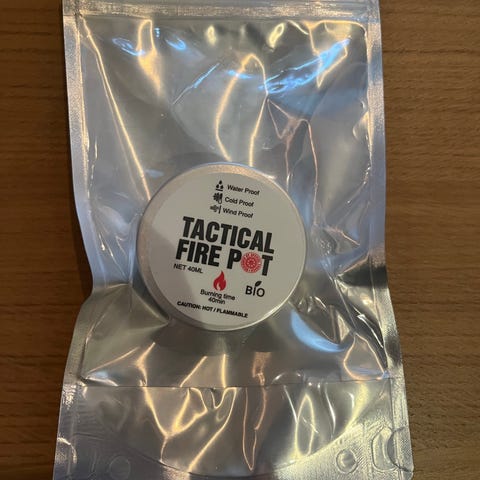 Water Proof
Cold Proof
Wind Proof
TACTICAL
FIRE POT
NET 40ML
BIO
Burning time
40min
CAUTION: HOT / FLAMMABLE